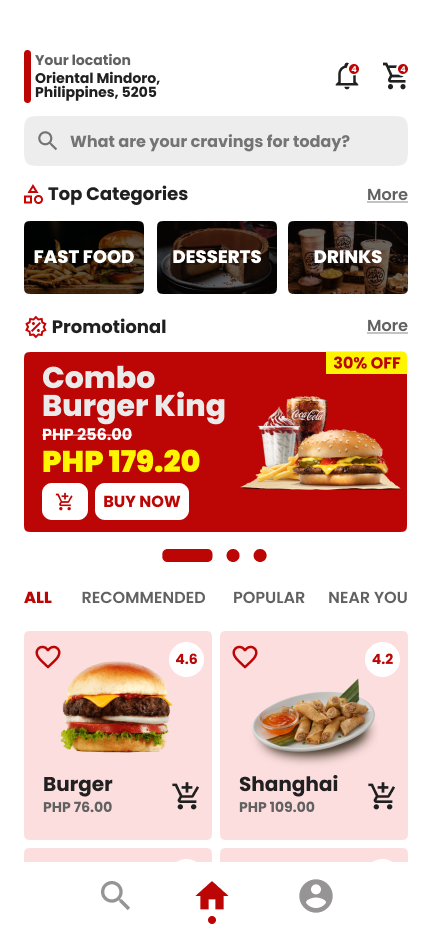 Your location
Oriental Mindoro,
Philippines, 5205
4
4
What are your cravings for today?
Top Categories
More
FAST FOOD
DESSERTS
DRINKS
Promotional
More
30% OFF
Combo
Burger King
PHP 256.00
PHP 179.20
BUY NOW
Coca-Cola
ALL
RECOMMENDED
POPULAR
NEAR YOU
4.6
4.2
Burger
PHP 76.00
Shanghai
PHP 109.00